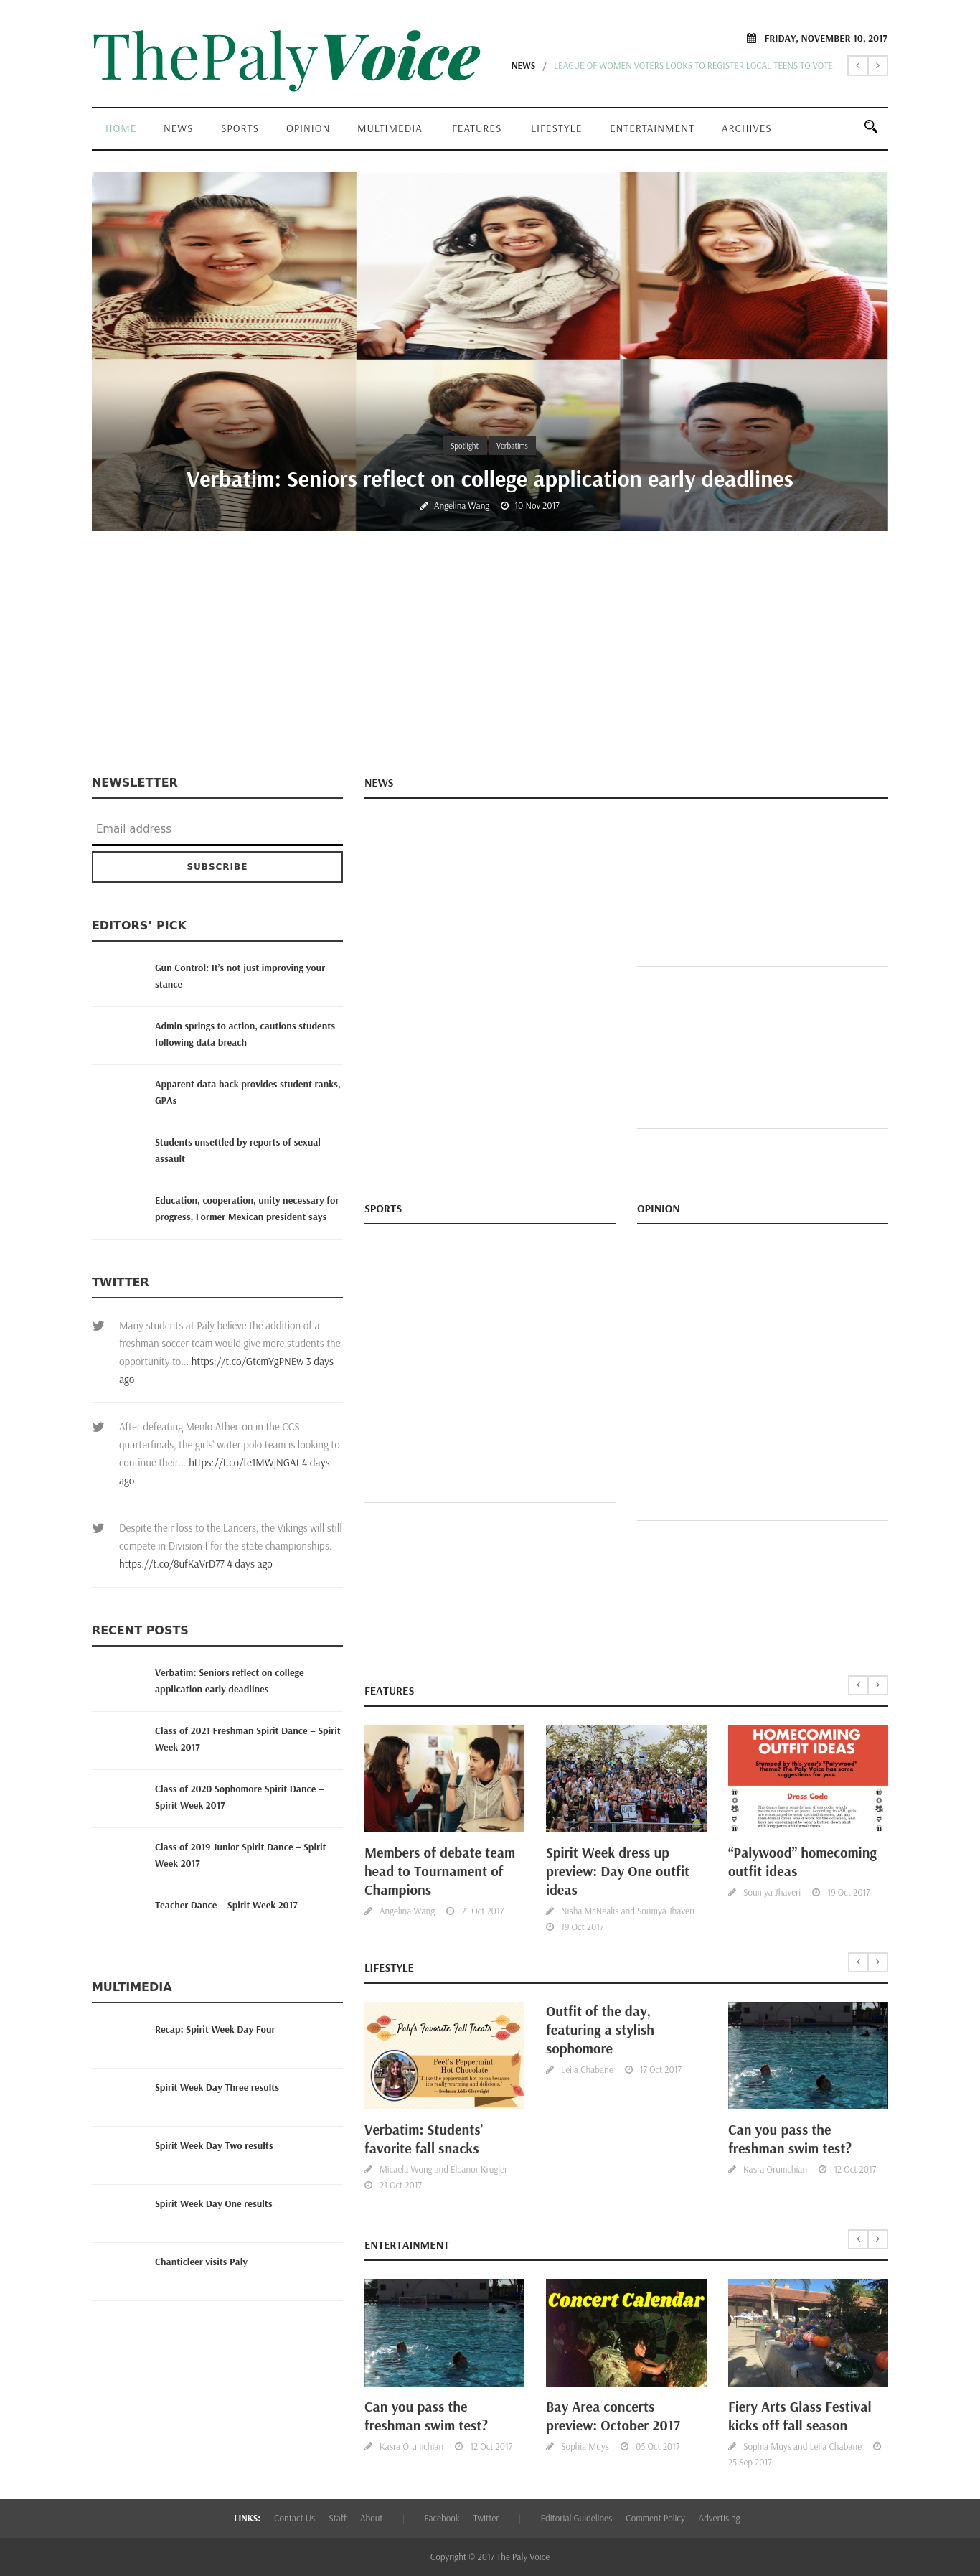 ThePalyVoice
FRIDAY, NOVEMBER 10, 2017
NEWS / LEAGUE OF WOMEN VOTERS LOOKS TO REGISTER LOCAL TEENS TO VOTE
HOME NEWS SPORTS OPINION MULTIMEDIA FEATURES LIFESTYLE ENTERTAINMENT ARCHIVES
Spotlight Verbatims
Verbatim: Seniors reflect on college application early deadlines
Angelina Wang 10 Nov 2017
NEWSLETTER
Email address
SUBSCRIBE
EDITORS’ PICK
Gun Control: It’s not just improving your
stance
Admin springs to action, cautions students
following data breach
Apparent data hack provides student ranks,
GPAs
Students unsettled by reports of sexual
assault
Education, cooperation, unity necessary for
progress, Former Mexican president says
TWITTER
Many students at Paly believe the addition of a
freshman soccer team would give more students the
opportunity to... https://t.co/GtcmYgPNEw 3 days
ago
After defeating Menlo Atherton in the CCS
quarterfinals, the girls' water polo team is looking to
continue their... https://t.co/fe1MWjNGAt 4 days
ago
Despite their loss to the Lancers, the Vikings will still
compete in Division I for the state championships.
https://t.co/8ufKaVrD77 4 days ago
RECENT POSTS
Verbatim: Seniors reflect on college
application early deadlines
Class of 2021 Freshman Spirit Dance – Spirit
Week 2017
Class of 2020 Sophomore Spirit Dance –
Spirit Week 2017
Class of 2019 Junior Spirit Dance – Spirit
Week 2017
Teacher Dance – Spirit Week 2017
MULTIMEDIA
Recap: Spirit Week Day Four
Spirit Week Day Three results
Spirit Week Day Two results
Spirit Week Day One results
Chanticleer visits Paly
NEWS
SPORTS
OPINION
FEATURES
Members of debate team
head to Tournament of
Champions
Angelina Wang 21 Oct 2017
Spirit Week dress up
preview: Day One outfit
ideas
Nisha McNealis and Soumya Jhaveri
19 Oct 2017
HOMECOMING
OUTFIT IDEAS
Stumped by this year's "Palywood"
theme? The Paly Voice has some
suggestions for you.
Dress Code
“Palywood” homecoming
outfit ideas
Soumya Jhaveri 19 Oct 2017
LIFESTYLE
Paly's Favorite Fall Treats
Peet's Peppermint
Hot Chocolate
Verbatim: Students’
favorite fall snacks
Micaela Wong and Eleanor Krugler
21 Oct 2017
Outfit of the day,
featuring a stylish
sophomore
Leila Chabane 17 Oct 2017
Can you pass the
freshman swim test?
Kasra Orumchian 12 Oct 2017
ENTERTAINMENT
Can you pass the
freshman swim test?
Kasra Orumchian 12 Oct 2017
Concert Calendar
Bay Area concerts
preview: October 2017
Sophia Muys 05 Oct 2017
Fiery Arts Glass Festival
kicks off fall season
Sophia Muys and Leila Chabane
25 Sep 2017
LINKS: Contact Us Staff About | Facebook Twitter | Editorial Guidelines Comment Policy Advertising
Copyright © 2017 The Paly Voice